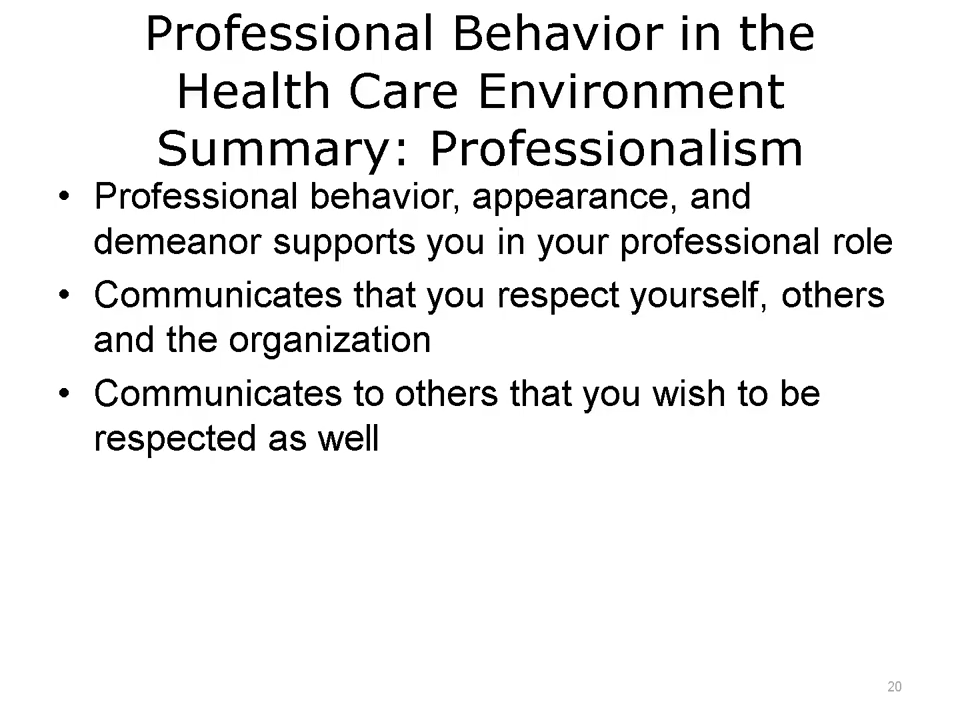 Professional Behavior in the
Health Care Environment
Summary: Professionalism
• Professional behavior, appearance, and
demeanor supports you in your professional role
• Communicates that you respect yourself, others
and the organization
• Communicates to others that you wish to be
respected as well
20